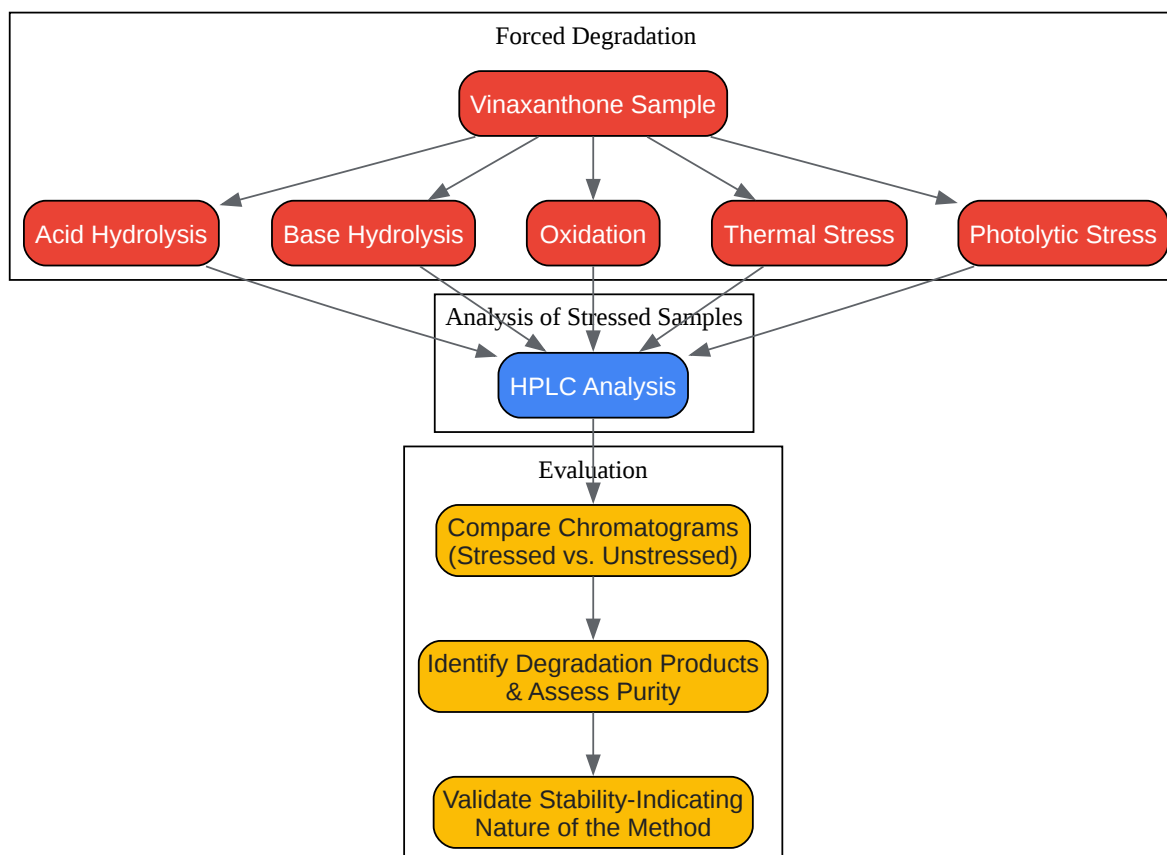 Forced Degradation
Vinaxanthone Sample
Acid Hydrolysis
Base Hydrolysis
Oxidation
Thermal Stress
Photolytic Stress
Analysis of Stressed Samples
HPLC Analysis
Evaluation
Compare Chromatograms
(Stressed vs. Unstressed)
Identify Degradation Products
& Assess Purity
Validate Stability-Indicating
Nature of the Method